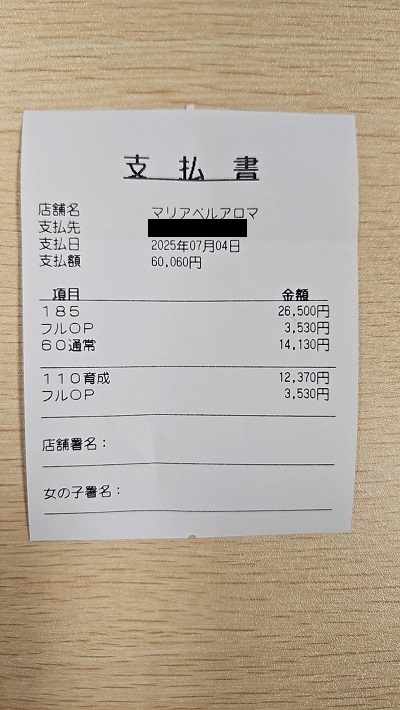 支払書
店舗名 マリアベルアロマ
支払先
支払日 2025年07月04日
支払額 60,060円
項目 金額
185 26,500円
フルOP 3,530円
60通常 14,130円
110育成 12,370円
フルOP 3,530円
店舗署名:
女の子署名: